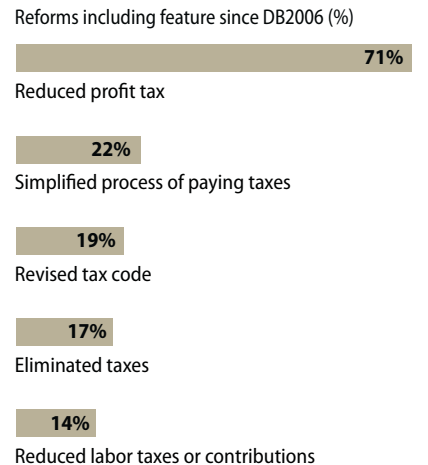 Reforms including feature since DB2006 (%)
71%
Reduced profit tax
22%
Simplified process of paying taxes
19%
Revised tax code
17%
Eliminated taxes
14%
Reduced labor taxes or contributions